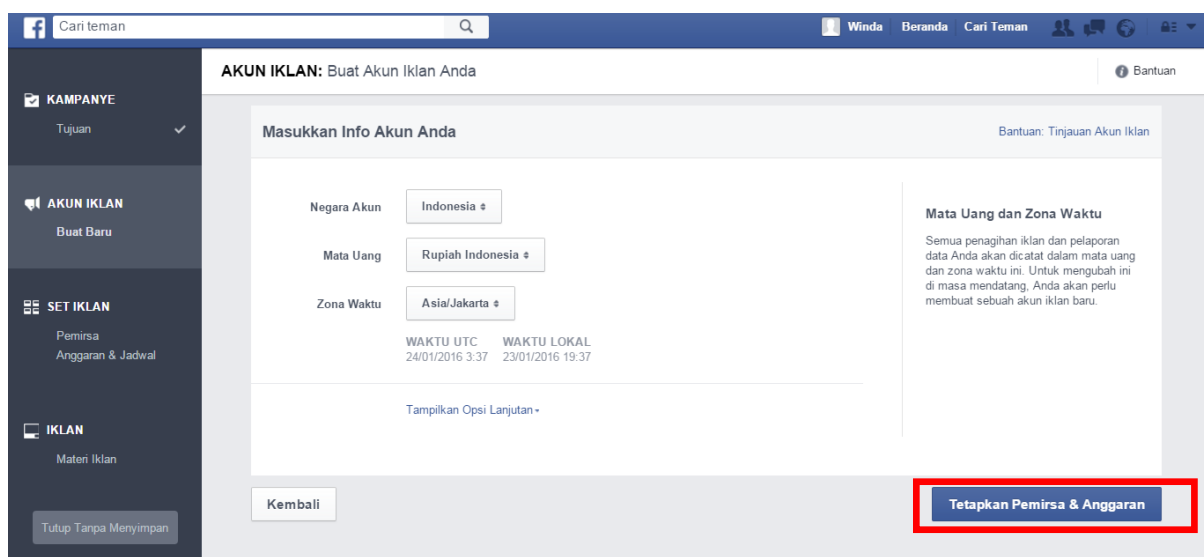 Cari teman
Winda Beranda Cari Teman
AKUN IKLAN: Buat Akun Iklan Anda
Bantuan
KAMPANYE
Tujuan
AKUN IKLAN
Buat Baru
SET IKLAN
Pemirsa
Anggaran & Jadwal
IKLAN
Materi Iklan
Tutup Tanpa Menyimpan
Masukkan Info Akun Anda
Bantuan: Tinjauan Akun Iklan
Negara Akun Indonesia
Mata Uang Rupiah Indonesia
Zona Waktu Asia/Jakarta
WAKTU UTC WAKTU LOKAL
24/01/2016 3:37 23/01/2016 19:37
Tampilkan Opsi Lanjutan
Mata Uang dan Zona Waktu
Semua penagihan iklan dan pelaporan
data Anda akan dicatat dalam mata uang
dan zona waktu ini. Untuk mengubah ini
di masa mendatang, Anda akan perlu
membuat sebuah akun iklan baru.
Kembali
Tetapkan Pemirsa & Anggaran